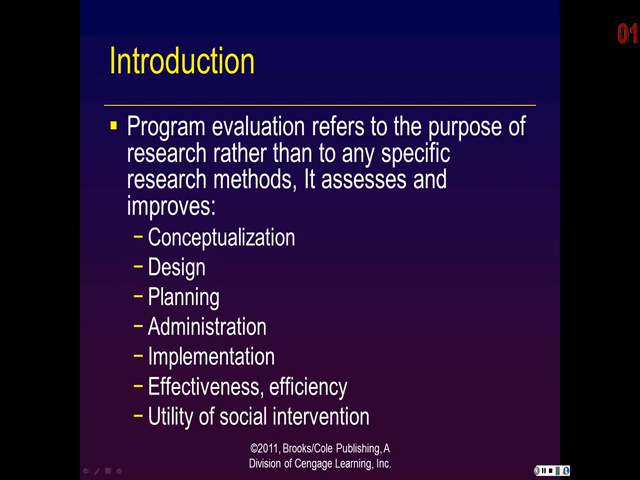 01
Introduction
Program evaluation refers to the purpose of
research rather than to any specific
research methods, It assesses and
improves:
– Conceptualization
– Design
– Planning
– Administration
– Implementation
– Effectiveness, efficiency
– Utility of social intervention
©2011, Brooks/Cole Publishing, A
Division of Cengage Learning, Inc.